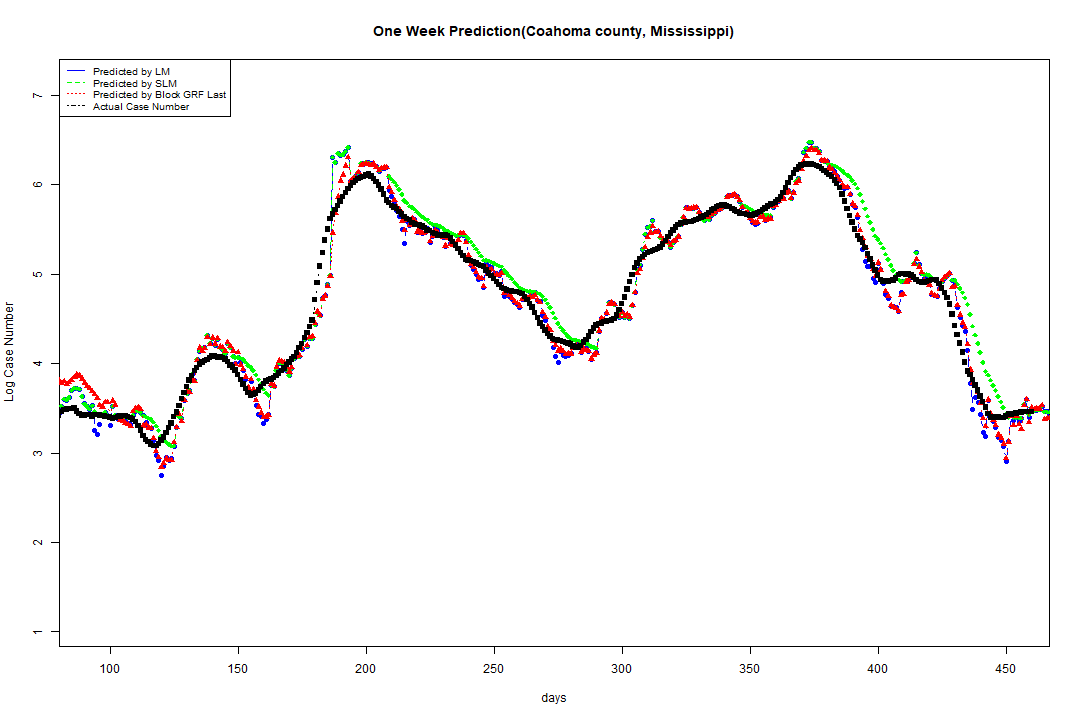 One Week Prediction(Coahoma county, Mississippi)
Predicted by LM
Predicted by SLM
Predicted by Block GRF Last
Actual Case Number
7
6
5
4
3
2
1
Log Case Number
100 150 200 250 300 350 400 450
days